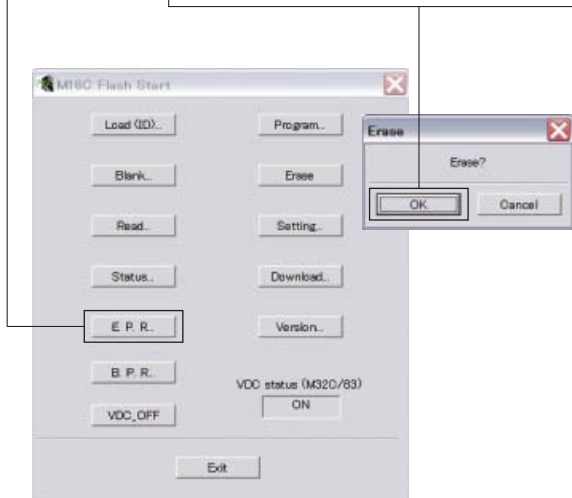 M16C Flash Start
Load (ID)...
Program...
Blank...
Erase
Read...
Setting...
Status...
Download...
E. P. R...
Version...
B. P. R...
VDC status (M32C/83)
ON
VDC_OFF
Exit
Erase
Erase?
OK
Cancel